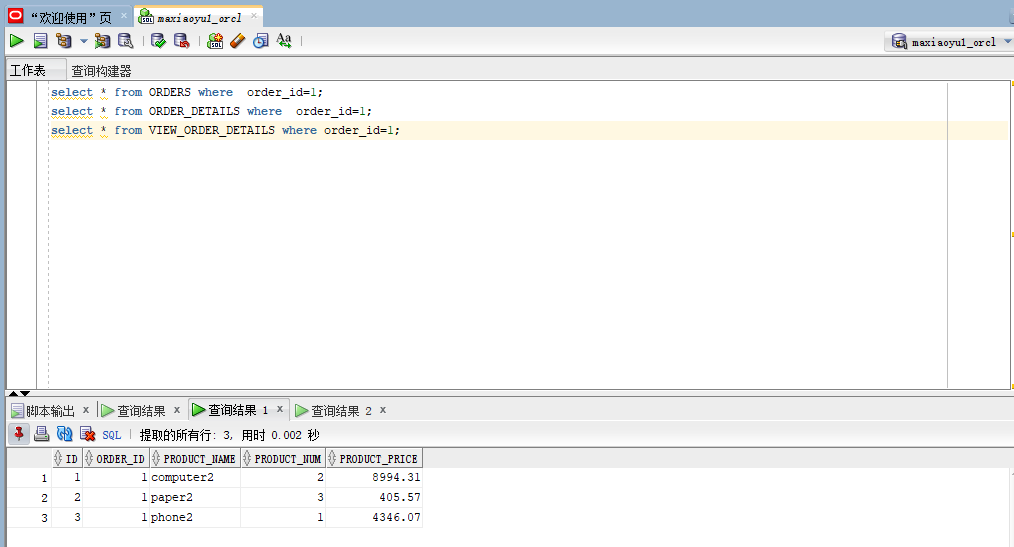 “欢迎使用”页 × maxiaoyu1_orcl ×
maxiaoyu1_orcl
工作表 查询构建器
select * from ORDERS where  order_id=1;
select * from ORDER_DETAILS where  order_id=1;
select * from VIEW_ORDER_DETAILS where order_id=1;
脚本输出 × 查询结果 × 查询结果 1 × 查询结果 2 ×
SQL | 提取的所有行: 3, 用时 0.002 秒
ID ORDER_ID PRODUCT_NAME PRODUCT_NUM PRODUCT_PRICE
1 1 1 computer2 2 8994.31
2 2 1 paper2 3 405.57
3 3 1 phone2 1 4346.07